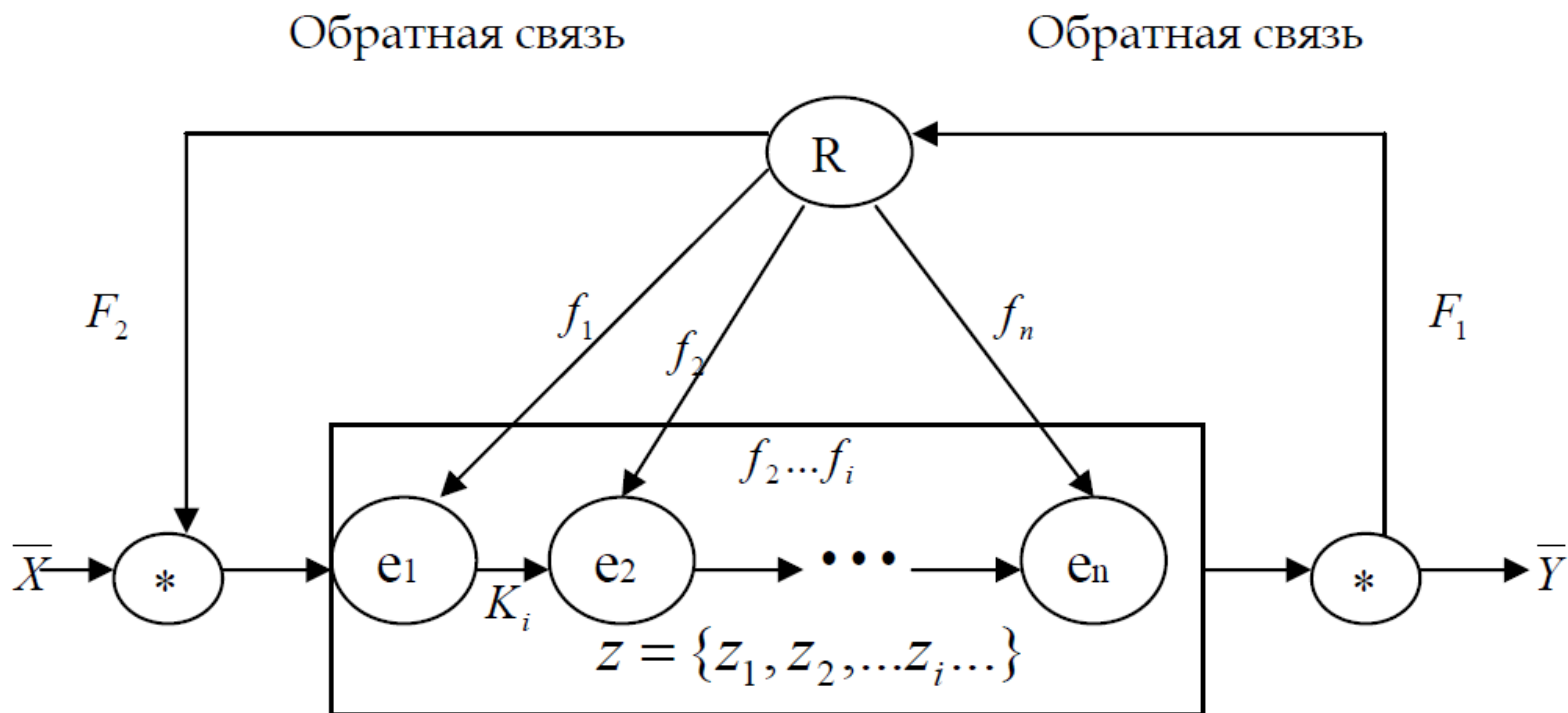 Обратная связь Обратная связь
R
F₂ f₁ f₂ fₙ F₁
f₂...fᵢ
X̅ * e₁ e₂ ••• eₙ * Y̅
Kᵢ
z = {z₁, z₂, ...zᵢ...}